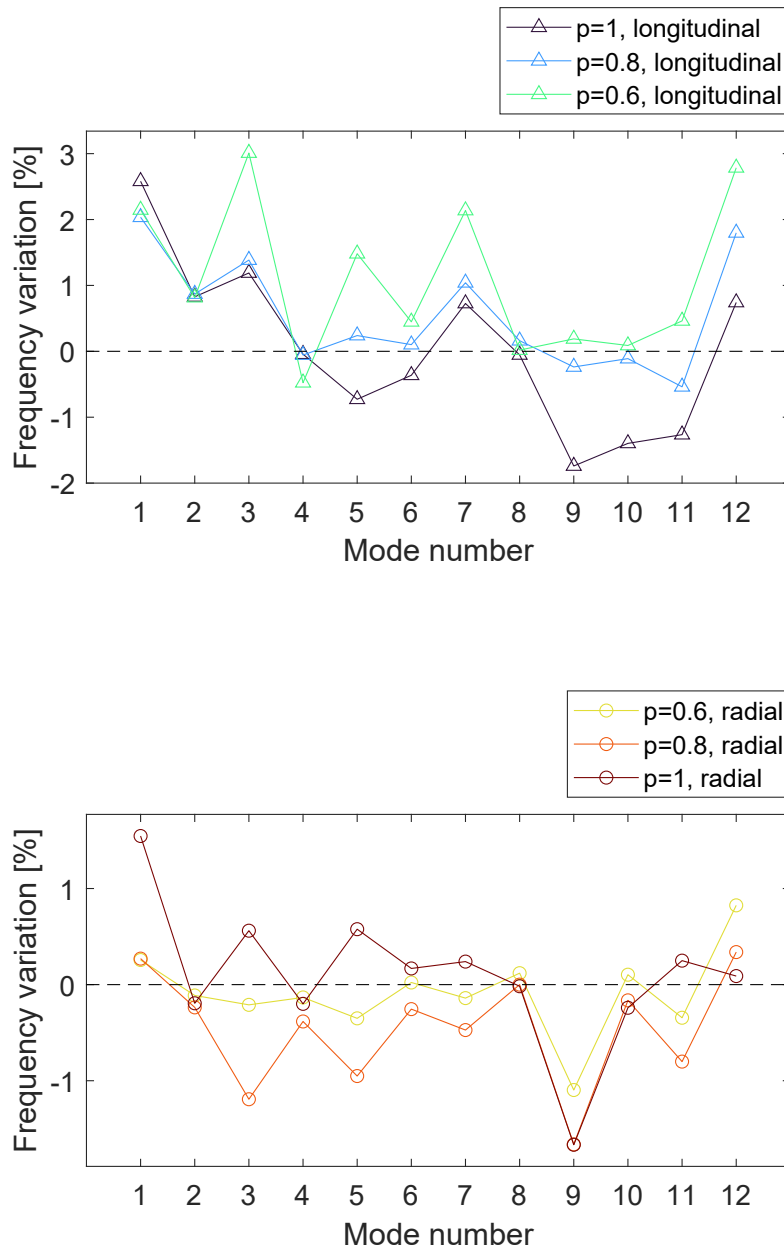 p=1, longitudinal
p=0.8, longitudinal
p=0.6, longitudinal
Frequency variation [%]
3
2
1
0
-1
-2
1 2 3 4 5 6 7 8 9 10 11 12
Mode number
p=0.6, radial
p=0.8, radial
p=1, radial
Frequency variation [%]
1
0
-1
1 2 3 4 5 6 7 8 9 10 11 12
Mode number